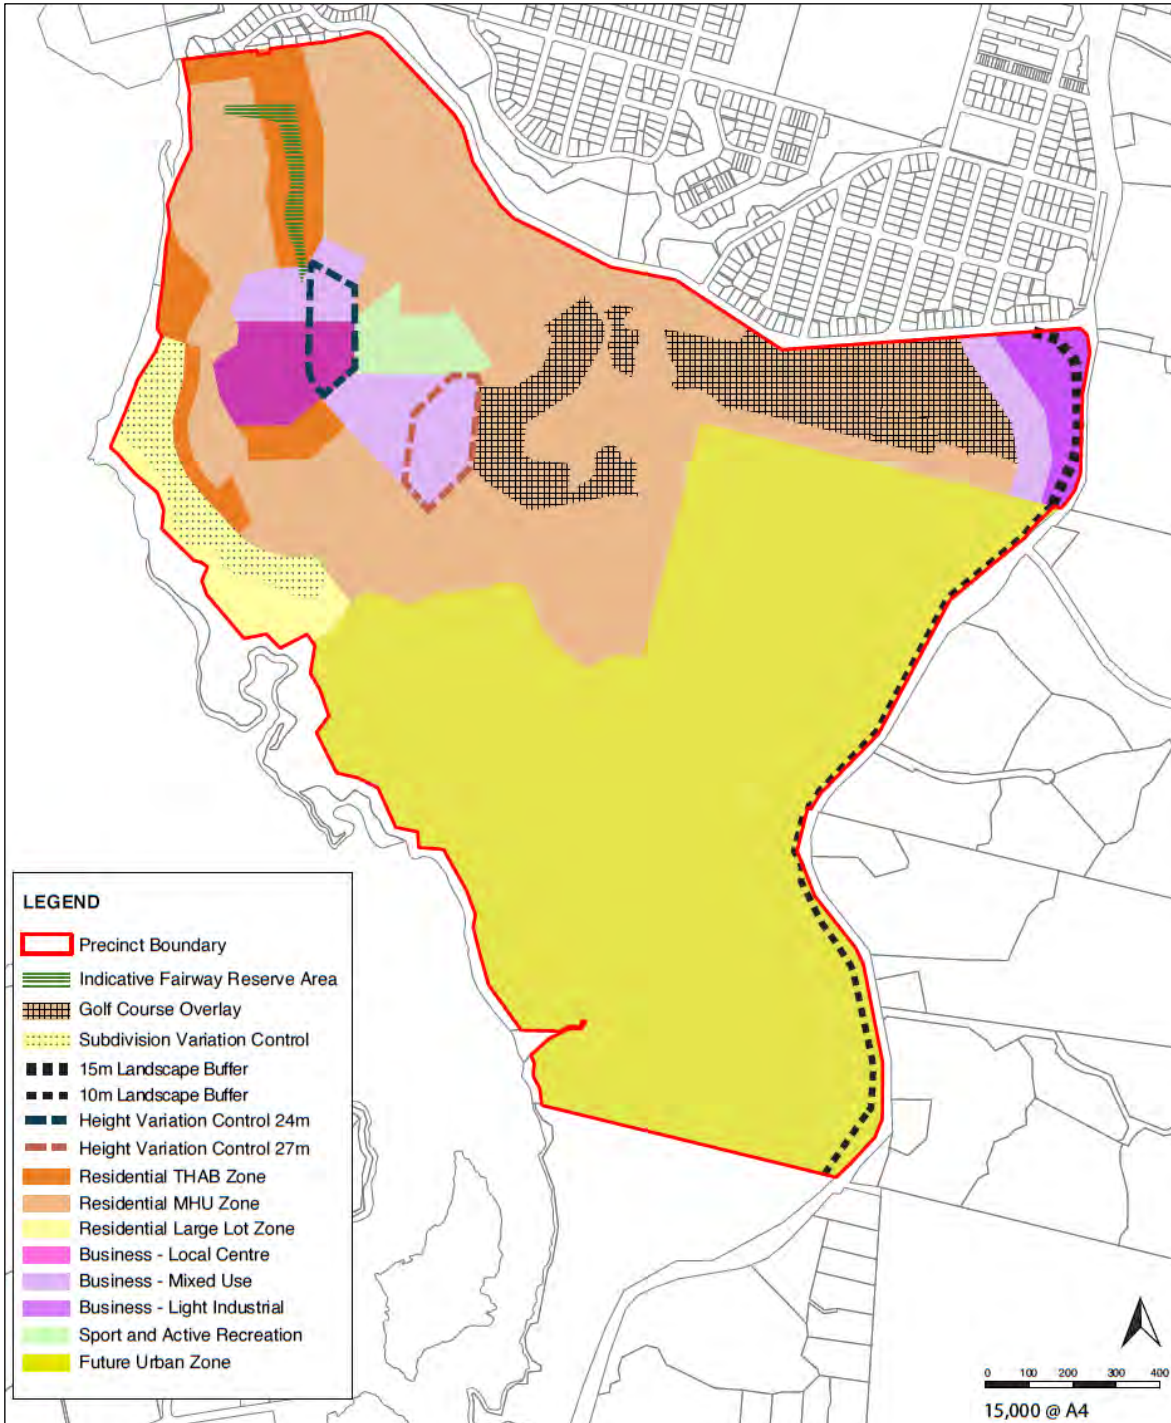 LEGEND
Precinct Boundary
Indicative Fairway Reserve Area
Golf Course Overlay
Subdivision Variation Control
15m Landscape Buffer
10m Landscape Buffer
Height Variation Control 24m
Height Variation Control 27m
Residential THAB Zone
Residential MHU Zone
Residential Large Lot Zone
Business - Local Centre
Business - Mixed Use
Business - Light Industrial
Sport and Active Recreation
Future Urban Zone
0 100 200 300 400
15,000 @ A4